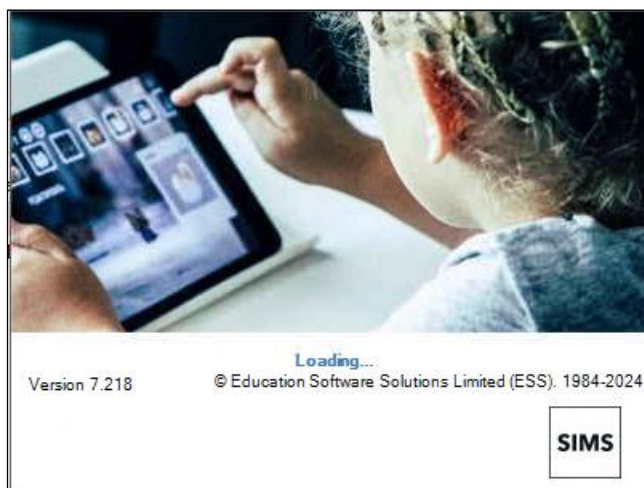 Loading...
Version 7.218
© Education Software Solutions Limited (ESS). 1984-2024
SIMS